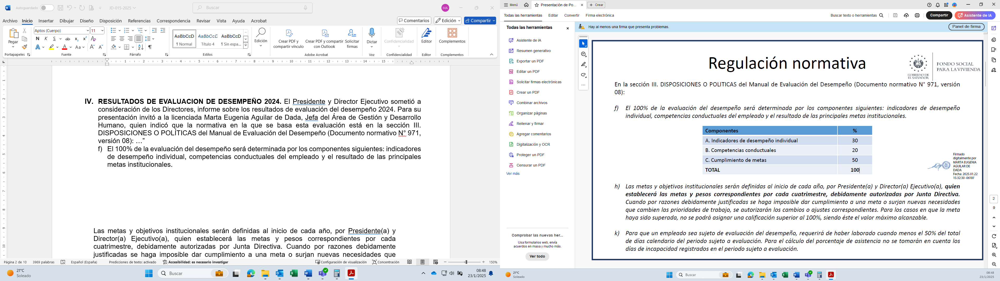 Autoguardado
JD-015-2025
Buscar
MA
Archivo Inicio Insertar Dibujar Diseño Disposición Referencias Correspondencia Revisar Vista Ayuda Acrobat
Comentarios Edición Compartir
Pegar
Portapapeles
Aptos (Cuerpo) 11
N K S ab x₂ x²
A A Aa A A
Fuente
Párrafo
AaBbCcD AaBbCcD AaBbCcD
¶ Normal Título 4 ¶ Sin espa...
Estilos
Edición
Crear PDF y compartir vínculo
Crear PDF y compartir con Outlook
Solicitar firmas
Adobe Acrobat
Dictar
Voz
Confidencialidad
Confidencialidad
Editor
Editor
Complementos
Complementos
1 2 3 4 5 6 7 8 9 10 11 12 13 14 15
IV. RESULTADOS DE EVALUACION DE DESEMPEÑO 2024. El Presidente y Director Ejecutivo sometió a
consideración de los Directores, informe sobre los resultados de evaluación del desempeño 2024. Para su
presentación invitó a la licenciada Marta Eugenia Aguilar de Dada, Jefa del Área de Gestión y Desarrollo
Humano, quien indicó que la normativa en la que se basa esta evaluación está en la sección III.
DISPOSICIONES O POLÍTICAS del Manual de Evaluación del Desempeño (Documento normativo N° 971,
versión 08): …”
f) El 100% de la evaluación del desempeño será determinada por los componentes siguientes: indicadores
de desempeño individual, competencias conductuales del empleado y el resultado de las principales
metas institucionales.
Las metas y objetivos institucionales serán definidas al inicio de cada año, por Presidente(a) y
Director(a) Ejecutivo(a), quien establecerá las metas y pesos correspondientes por cada
cuatrimestre, debidamente autorizadas por Junta Directiva. Cuando por razones debidamente
justificadas se haga imposible dar cumplimiento a una meta o surjan nuevas necesidades que
Página 2 de 10 3969 palabras Español (España) Predicciones de texto: activado Accesibilidad: es necesario investigar Configuración de visualización Concentración 150%
21°C
Soleado
Buscar
08:48
23/1/2025
Menú
Presentación de Po...
Crear
Todas las herramientas Editar Convertir Firma electrónica
Buscar texto o herramientas
Compartir
Asistente de IA
Todas las herramientas
Asistente de IA
Resumen generativo
Exportar un PDF
Editar un PDF
Solicitar firmas electrónicas
Crear un PDF
Combinar archivos
Organizar páginas
Rellenar y firmar
Agregar comentarios
Digitalización y OCR
Proteger un PDF
Censurar un PDF
Ver más
Comprobar las nuevas her...
Usa formularios web, envía
acuerdos en masa y mucho más.
Ver todo
Hay al menos una firma que presenta problemas.
Panel de firma
Regulación normativa
GOBIERNO DE
EL SALVADOR
FONDO SOCIAL
PARA LA VIVIENDA
En la sección III. DISPOSICIONES O POLITICAS del Manual de Evaluación del Desempeño (Documento normativo N° 971, versión
08):
f) El 100% de la evaluación del desempeño será determinada por los componentes siguientes: indicadores de desempeño
individual, competencias conductuales del empleado y el resultado de las principales metas institucionales.
Componentes %
A. Indicadores de desempeño individual 30
B. Competencias conductuales 20
C. Cumplimiento de metas 50
TOTAL 100
Firmado
digitalmente por
MARTA EUGENIA
AGUILAR DE
DADA
Fecha: 2025.01.22
15:32:30 -06'00'
h) Las metas y objetivos institucionales serán definidas al inicio de cada año, por Presidente(a) y Director(a) Ejecutivo(a), quien
establecerá las metas y pesos correspondientes por cada cuatrimestre, debidamente autorizadas por Junta Directiva.
Cuando por razones debidamente justificadas se haga imposible dar cumplimiento a una meta o surjan nuevas necesidades
que cambien las prioridades de trabajo, se autorizarán los cambios o ajustes correspondientes. Para los casos en que la meta
haya sido superada, no se podrá asignar una calificación superior al 100%, siendo éste el valor máximo alcanzable.
k) Para que un empleado sea sujeto de evaluación del desempeño, requerirá de haber laborado cuando menos el 50% del total
de días calendario del periodo sujeto a evaluación. Para el cálculo del porcentaje de asistencia no se tomarán en cuenta los
días de incapacidad registrados en el periodo sujeto a evaluación.
2
9
21°C
Soleado
Buscar
08:48
23/1/2025